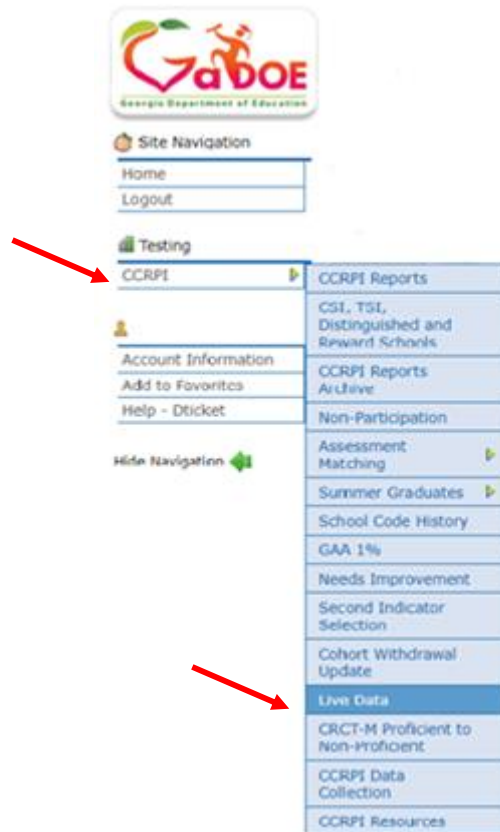 GaDOE
Georgia Department of Education
Site Navigation
Home
Logout
Testing
CCRPI
Account Information
Add to Favorites
Help - Dticket
Hide Navigation
CCRPI Reports
CSI, TSI,
Distinguished and
Reward Schools
CCRPI Reports
Archive
Non-Participation
Assessment
Matching
Summer Graduates
School Code History
GAA 1%
Needs Improvement
Second Indicator
Selection
Cohort Withdrawal
Update
Live Data
CRCT-M Proficient to
Non-Proficient
CCRPI Data
Collection
CCRPI Resources